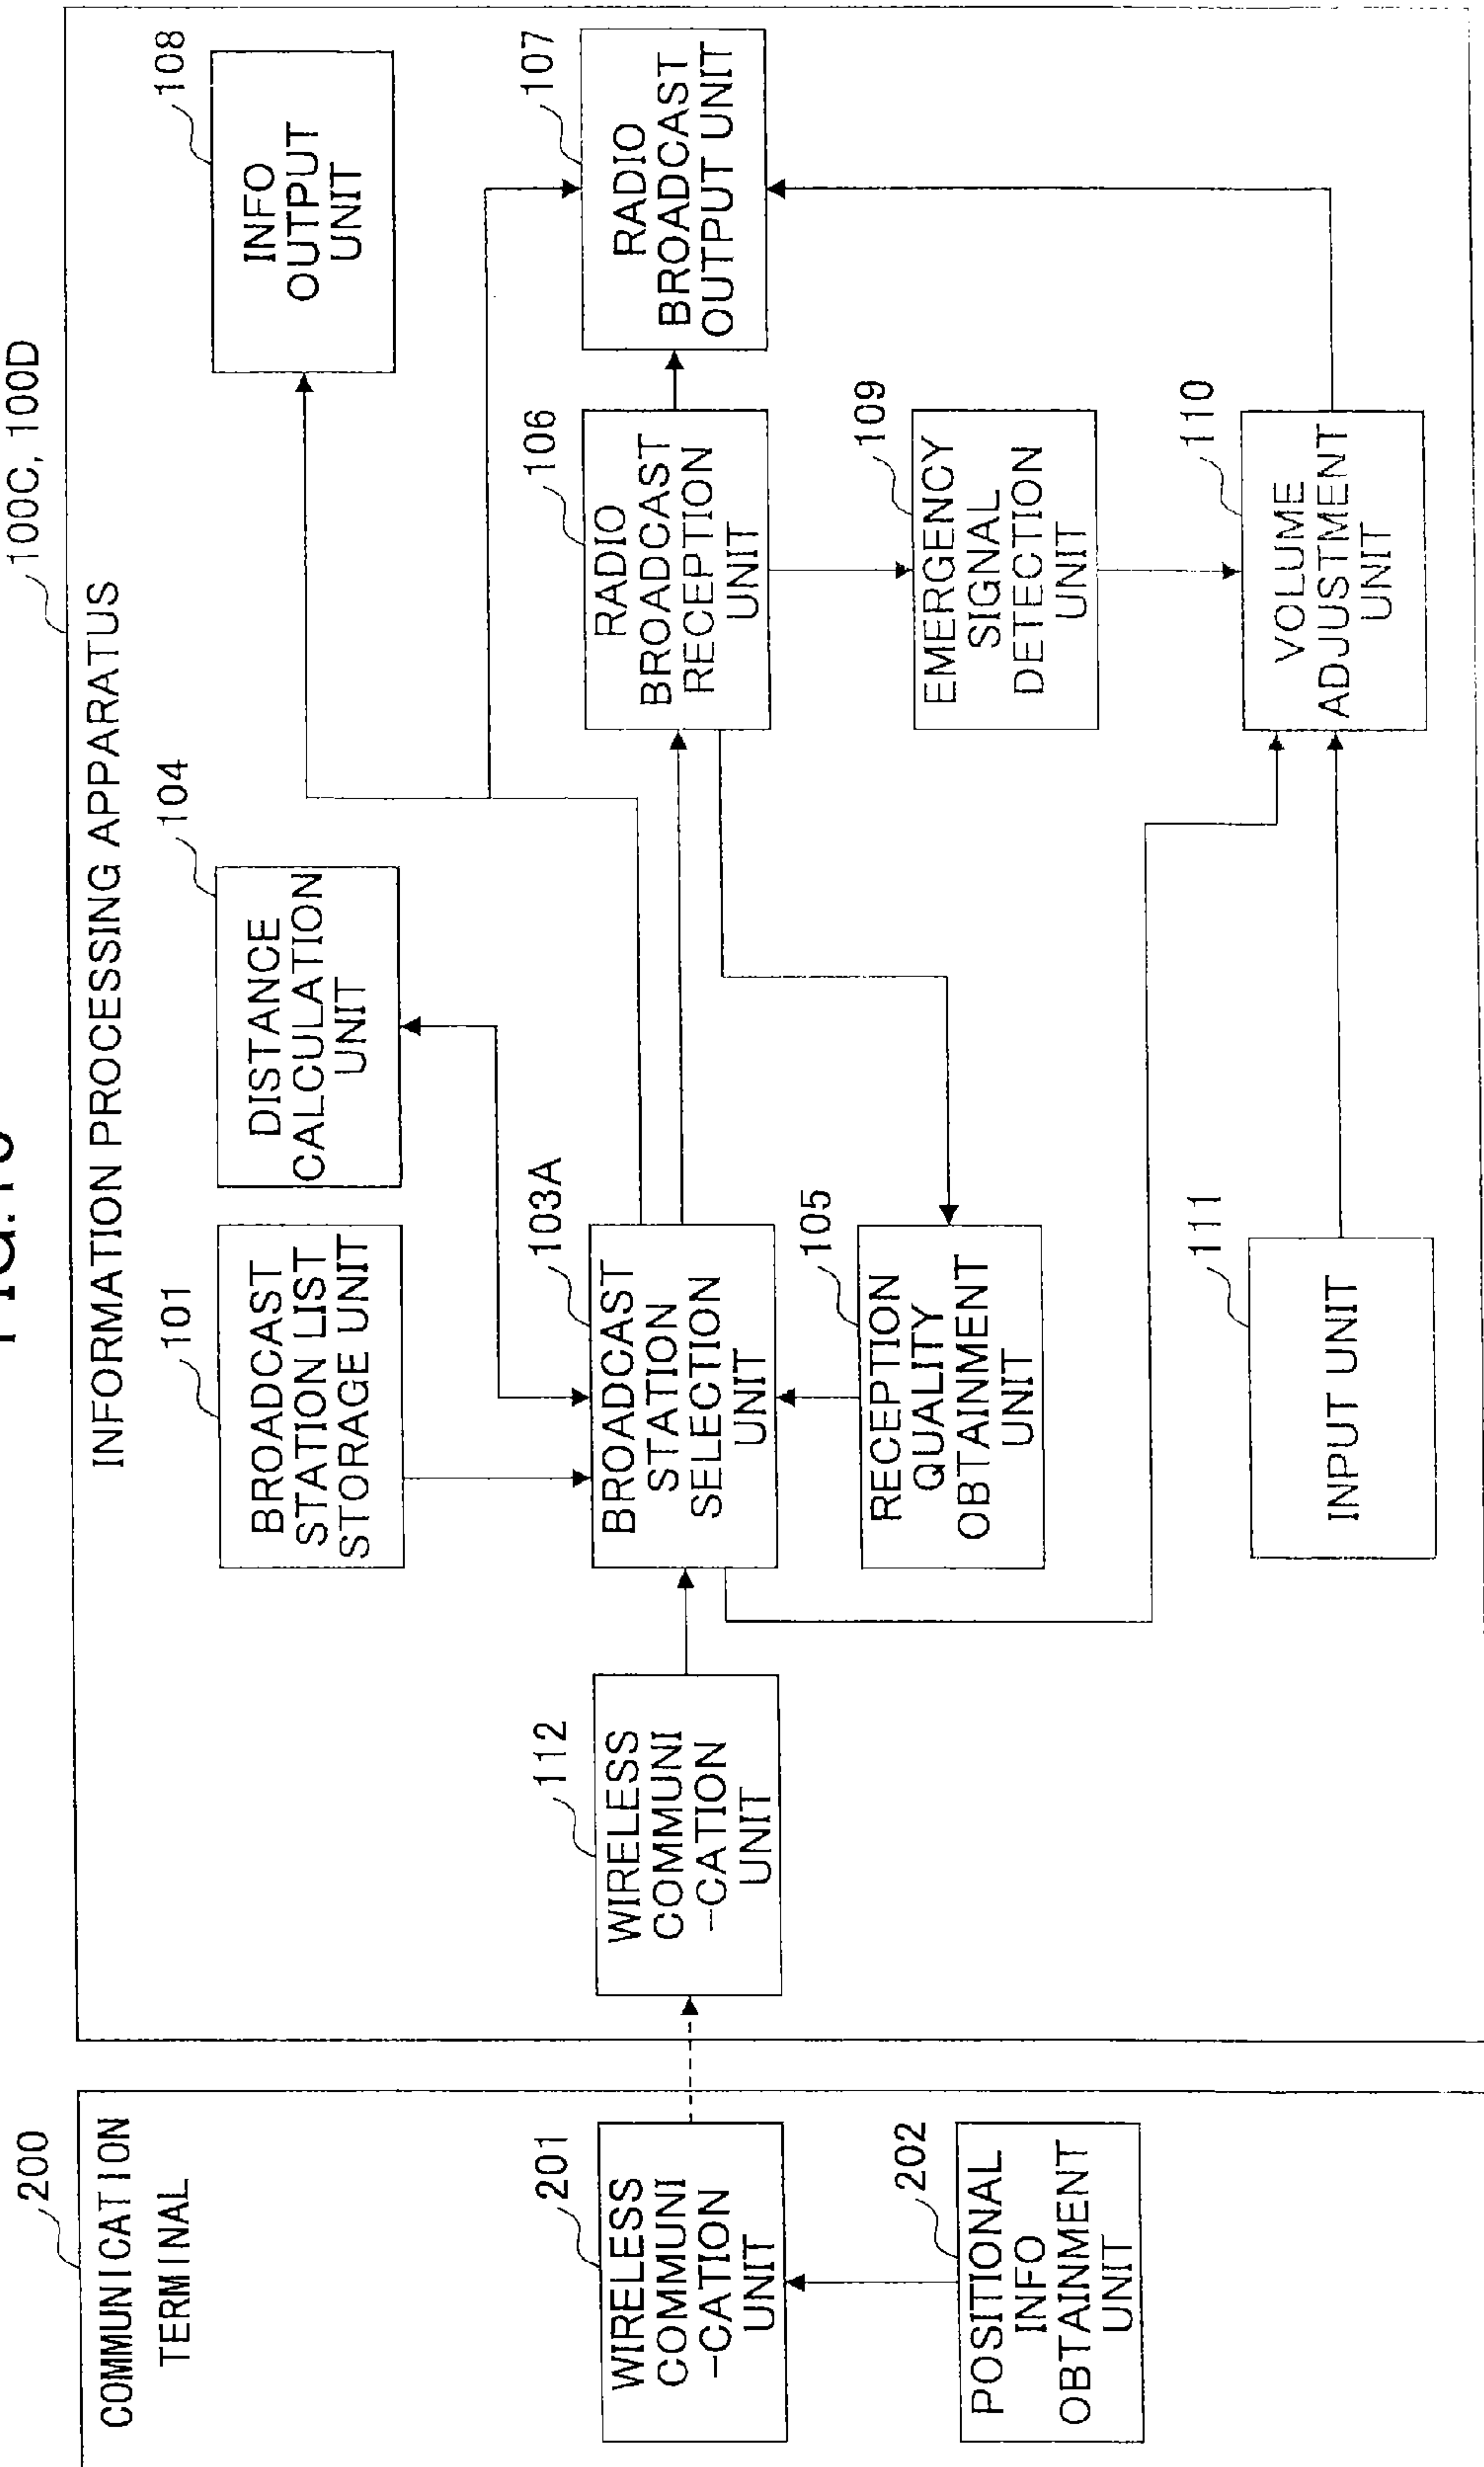 200
COMMUNICATION
TERMINAL
201
WIRELESS
COMMUNI
-CATION
UNIT
202
POSITIONAL
INFO
OBTAINMENT
UNIT
100C, 100D
INFORMATION PROCESSING APPARATUS
112
WIRELESS
COMMUNI
-CATION
UNIT
101
BROADCAST
STATION LIST
STORAGE UNIT
104
DISTANCE
CALCULATION
UNIT
108
INFO
OUTPUT
UNIT
103A
BROADCAST
STATION
SELECTION
UNIT
106
RADIO
BROADCAST
RECEPTION
UNIT
107
RADIO
BROADCAST
OUTPUT UNIT
105
RECEPTION
QUALITY
OBTAINMENT
UNIT
109
EMERGENCY
SIGNAL
DETECTION
UNIT
111
INPUT UNIT
110
VOLUME
ADJUSTMENT
UNIT